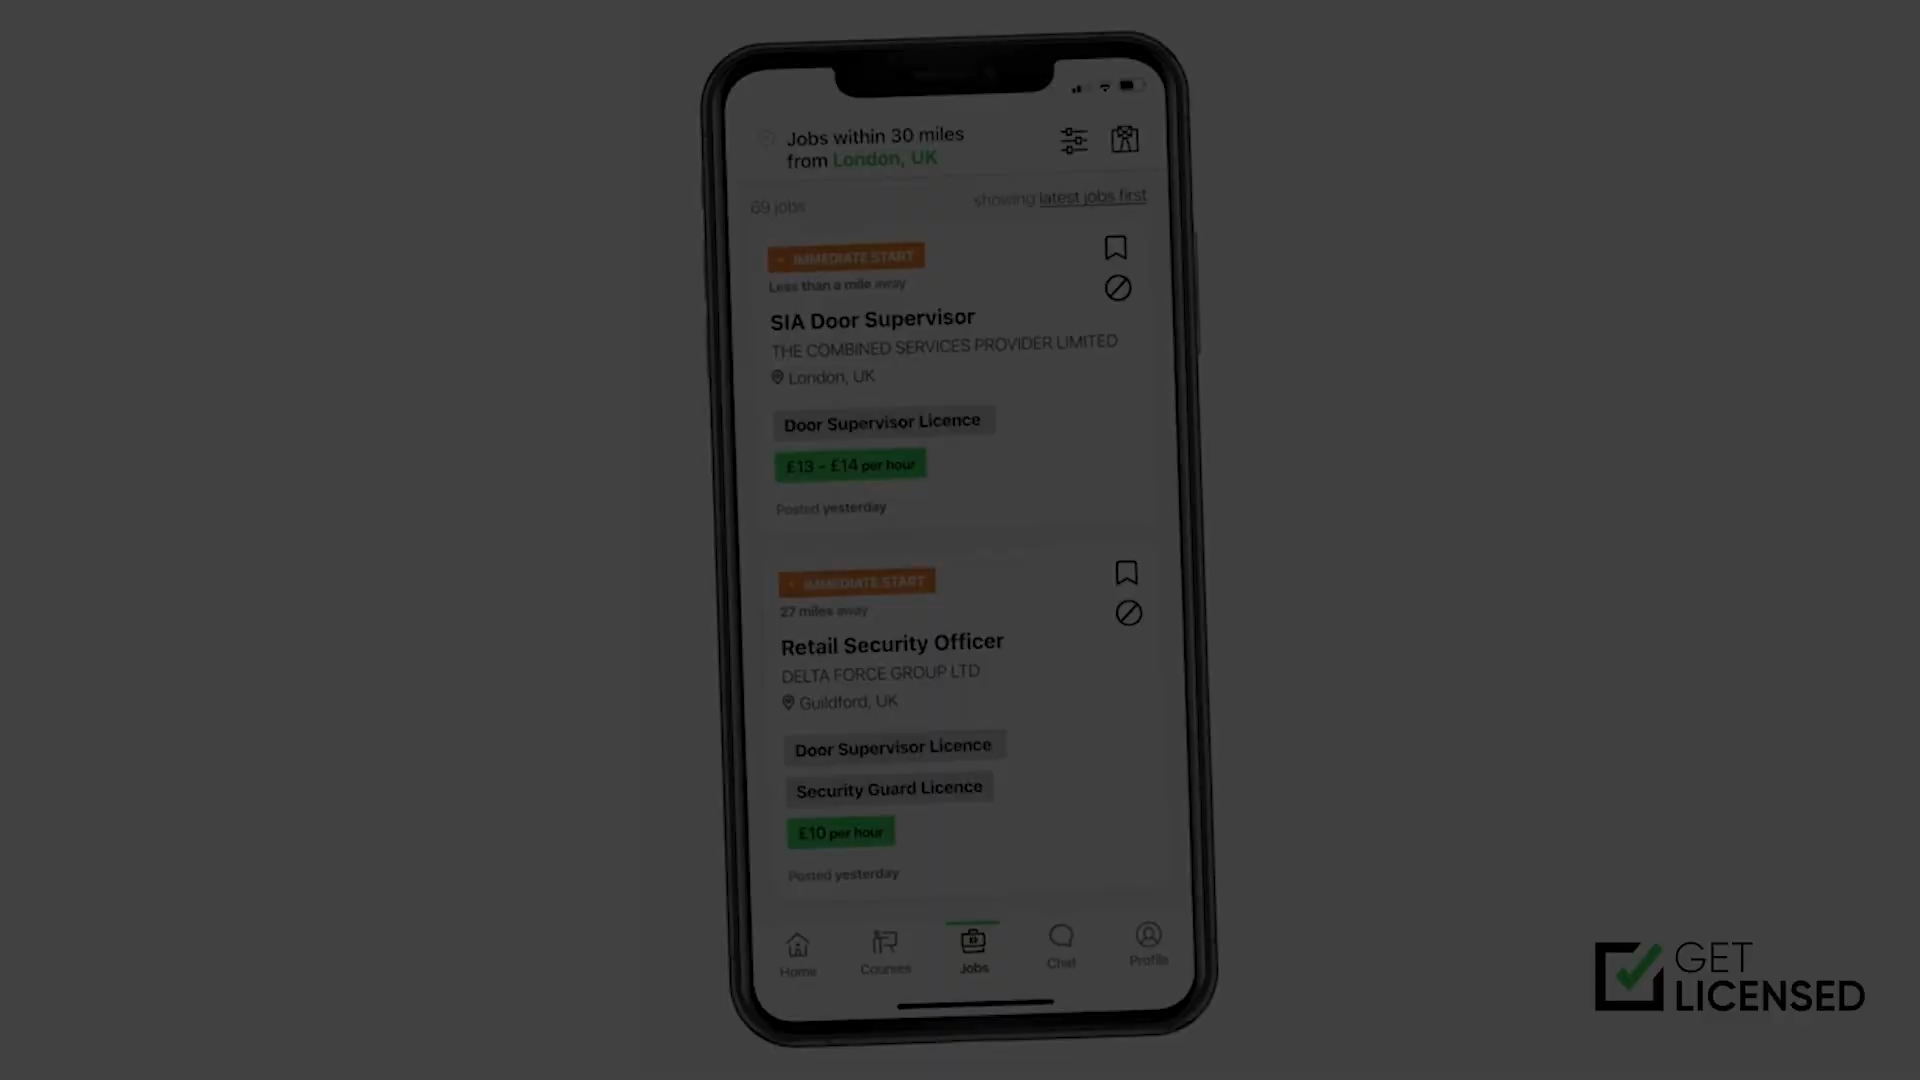 Jobs within 30 miles
from London, UK
69 jobs
showing latest jobs first
IMMEDIATE START
Less than a mile away
SIA Door Supervisor
THE COMBINED SERVICES PROVIDER LIMITED
London, UK
Door Supervisor Licence
£13 - £14 per hour
Posted yesterday
IMMEDIATE START
27 miles away
Retail Security Officer
DELTA FORCE GROUP LTD
Guildford, UK
Door Supervisor Licence
Security Guard Licence
£10 per hour
Posted yesterday
Home
Courses
Jobs
Chat
Profile
GET
LICENSED